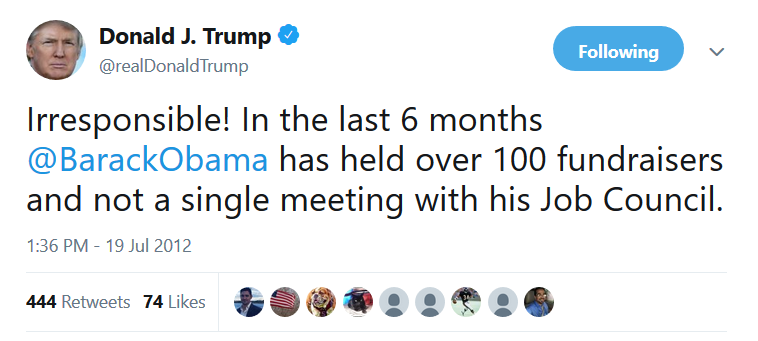 Donald J. Trump
Following
@realDonaldTrump
Irresponsible! In the last 6 months
@BarackObama has held over 100 fundraisers
and not a single meeting with his Job Council.
1:36 PM - 19 Jul 2012
444 Retweets 74 Likes